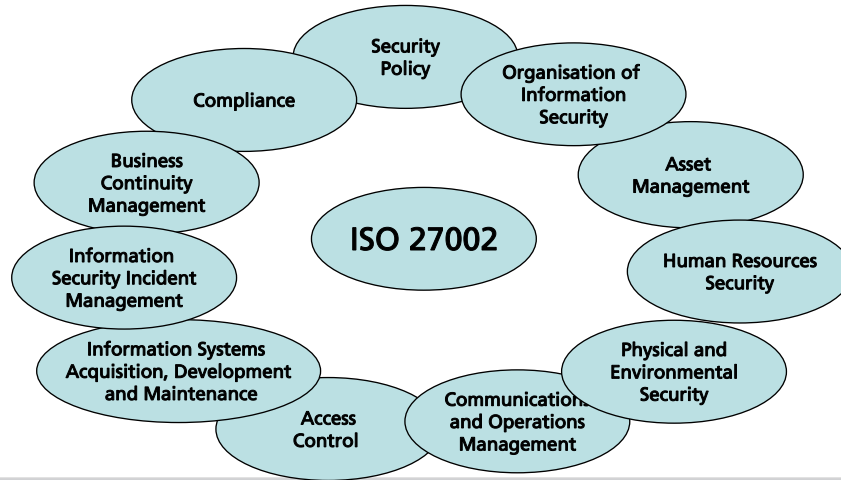 Security
Policy
Organisation of
Information
Security
Asset
Management
Human Resources
Security
Physical and
Environmental
Security
Communications
and Operations
Management
Access
Control
Information Systems
Acquisition, Development
and Maintenance
Information
Security Incident
Management
Business
Continuity
Management
Compliance
ISO 27002